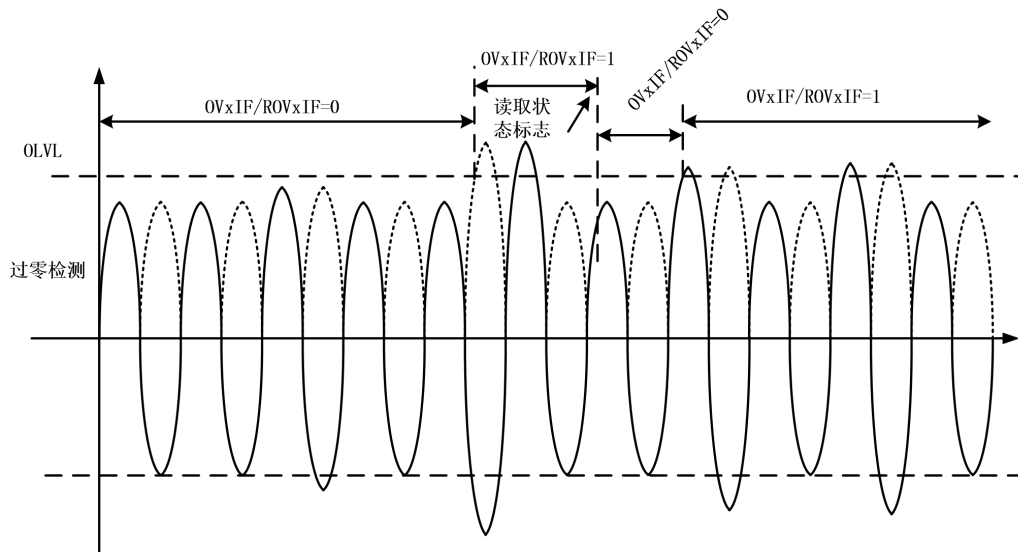 OVxIF/ROVxIF=0
OVxIF/ROVxIF=1
读取状
态标志
OVxIF/ROVxIF=0
OVxIF/ROVxIF=1
OLVL
过零检测